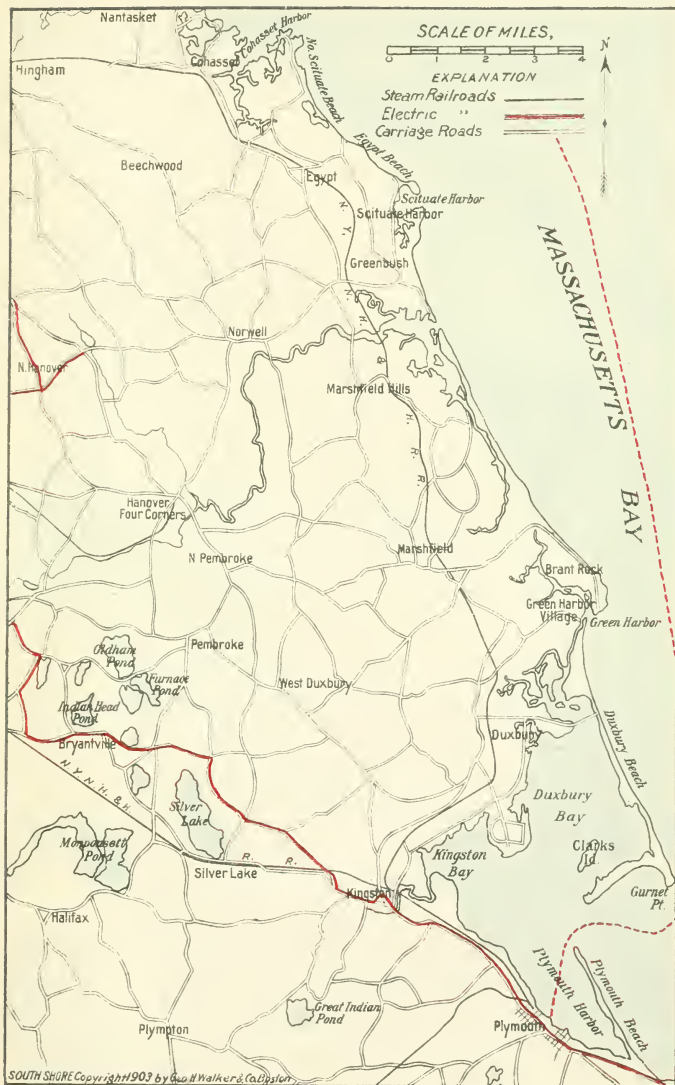 Nantasket
Hingham
Cohasset
Cohasset Harbor
No. Scituate Beach
SCALE OF MILES,
0 1 2 3 4
N
EXPLANATION
Steam Railroads
Electric "
Carriage Roads
Beechwood
Egypt
Egypt Beach
Scituate Harbor
Scituate Harbor
Greenbush
N. Y. N. H. & H. R. R.
MASSACHUSETTS
BAY
Norwell
N. Hanover
Marshfield Hills
Hanover
Four Corners
N Pembroke
Marshfield
Brant Rock
Green Harbor
Village
Green Harbor
Oldham
Pond
Pembroke
Furnace
Pond
West Duxbury
Indian Head
Pond
Bryantville
Duxbury
Duxbury Beach
N. Y. N. H. & H. R. R.
Silver
Lake
Duxbury
Bay
Monponsett
Pond
Silver Lake
Kingston
Bay
Clarks
Id.
Gurnet
Pt.
Kingston
Halifax
Great Indian
Pond
Plympton
Plymouth
Plymouth Harbor
Plymouth Beach
SOUTH SHORE Copyright 1903 by Geo. H Walker & Co. Boston